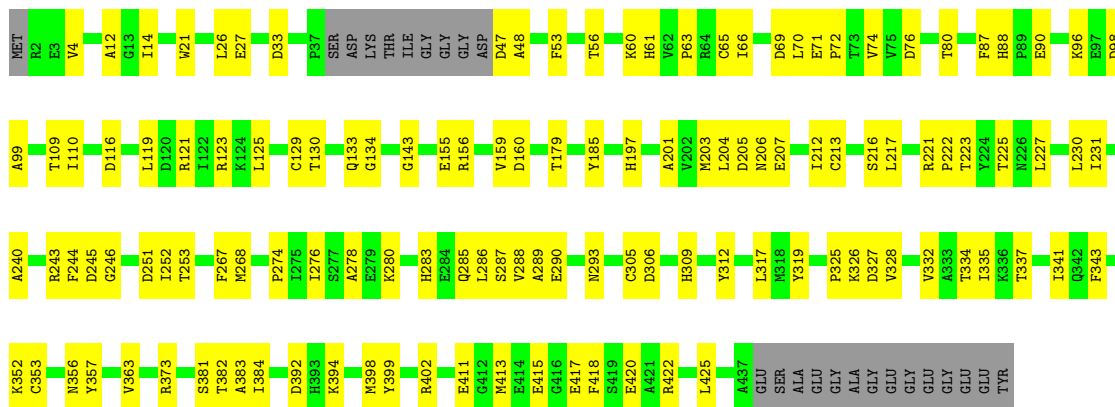 MET R2 E3 V4 A12 G13 I14 W21 L26 E27 D33 P37 SER ASP LYS THR ILE GLY GLY GLY ASP D47 A48 F53 T56 K60 H61 V62 P63 R64 C65 I66 D69 L70 E71 P72 T73 V74 V75 D76 T80 F87 H88 P89 E90 K96 E97
A99 T109 I110 D116 L119 D120 R121 I122 R123 K124 L125 C129 T130 Q133 G134 G143 E155 R156 V159 D160 T179 Y185 H197 A201 V202 M203 L204 D205 N206 E207 I212 C213 S216 L217 R221 P222 T223 Y224 T225 N226 L227 L230 I231
A240 R243 F244 D245 G246 D251 I252 T253 F267 M268 P274 I275 I276 S277 A278 E279 K280 H283 E284 Q285 L286 S287 V288 A289 E290 N293 C305 D306 H309 Y312 L317 M318 Y319 P325 K326 D327 V328 V332 A333 T334 I335 K336 T337 I341 Q342 F343
K352 C353 N356 Y357 V363 R373 S381 T382 A383 I384 D392 H393 K394 M398 Y399 R402 E411 G412 M413 E414 E415 G416 E417 F418 S419 E420 A421 R422 L425 A437 GLU SER ALA GLU GLY ALA GLY GLU GLY GLU GLY GLU GLU TYR